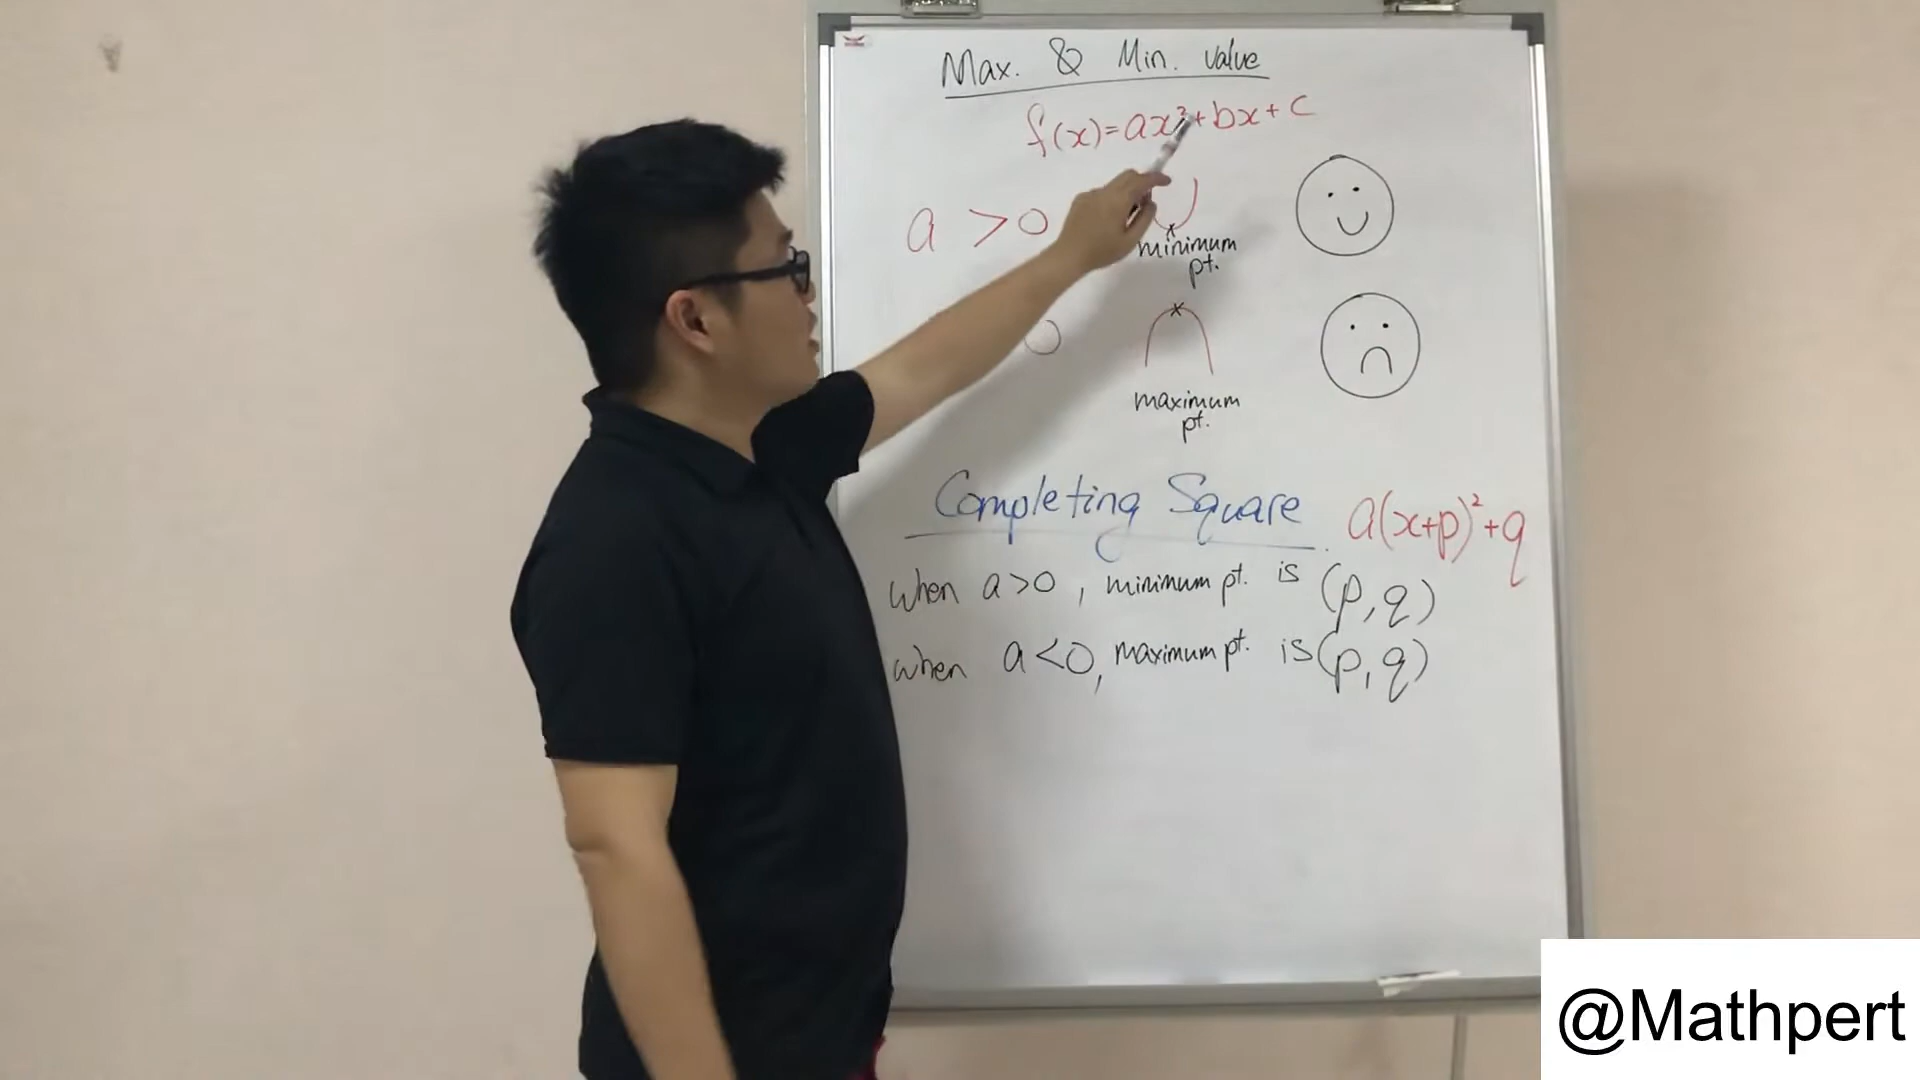 Max. & Min. value
f(x)=ax²+bx+c
a >0
minimum
pt.
0
maximum
pt.
Completing Square
a(x+p)²+q
when a>0, minimum pt. is (p,q)
when a<0, maximum pt. is (p,q)
@Mathpert